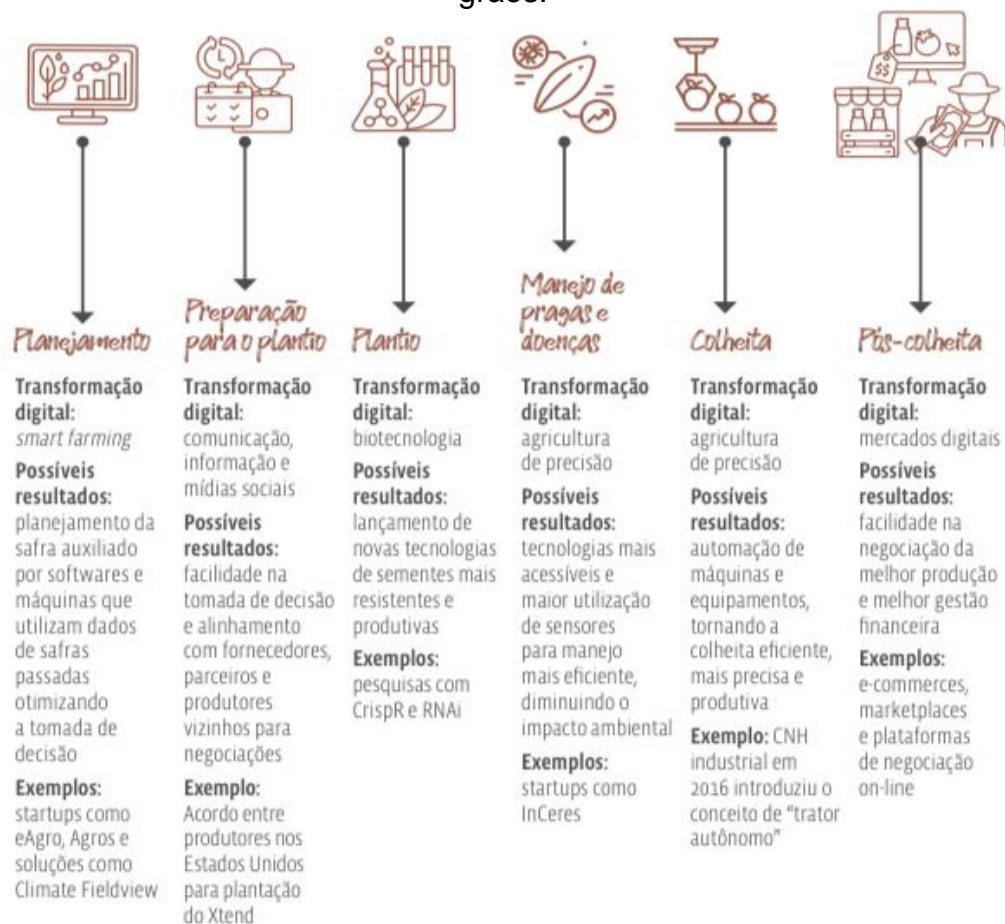 grãos.
$$
Planejamento
Transformação
digital:
smart farming
Possíveis
resultados:
planejamento da
safra auxiliado
por softwares e
máquinas que
utilizam dados
de safras
passadas
otimizando
a tomada de
decisão
Exemplos:
startups como
eAgro, Agros e
soluções como
Climate Fieldview
Preparação
para o plantio
Transformação
digital:
comunicação,
informação e
mídias sociais
Possíveis
resultados:
facilidade na
tomada de decisão
e alinhamento
com fornecedores,
parceiros e
produtores
vizinhos para
negociações
Exemplo:
Acordo entre
produtores nos
Estados Unidos
para plantação
do Xtend
Plantio
Transformação
digital:
biotecnologia
Possíveis
resultados:
lançamento de
novas tecnologias
de sementes mais
resistentes e
produtivas
Exemplos:
pesquisas com
CrispR e RNAi
Manejo de
pragas e
doenças
Transformação
digital:
agricultura
de precisão
Possíveis
resultados:
tecnologias mais
acessíveis e
maior utilização
de sensores
para manejo
mais eficiente,
diminuindo o
impacto ambiental
Exemplos:
startups como
InCeres
Colheita
Transformação
digital:
agricultura
de precisão
Possíveis
resultados:
automação de
máquinas e
equipamentos,
tornando a
colheita eficiente,
mais precisa e
produtiva
Exemplo: CNH
industrial em
2016 introduziu o
conceito de "trator
autônomo"
Pós-colheita
Transformação
digital:
mercados digitais
Possíveis
resultados:
facilidade na
negociação da
melhor produção
e melhor gestão
financeira
Exemplos:
e-commerces,
marketplaces
e plataformas
de negociação
on-line